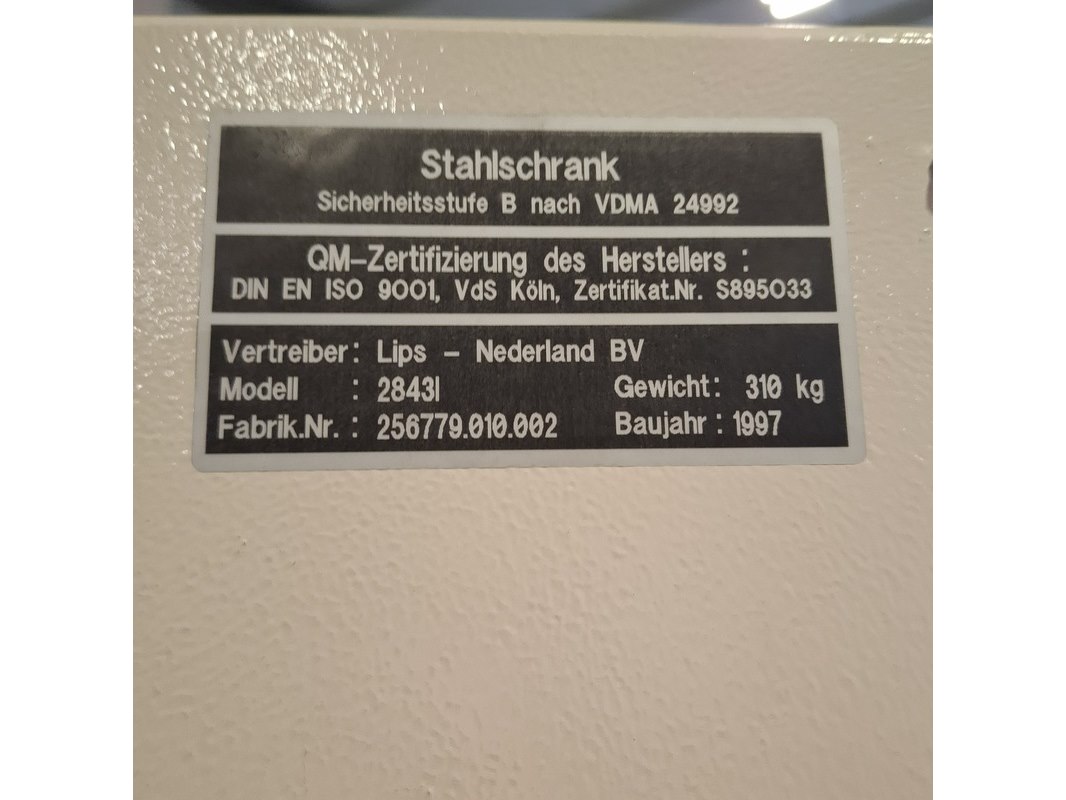 Stahlschrank
Sicherheitsstufe B nach VDMA 24992
QM-Zertifizierung des Herstellers :
DIN EN ISO 9001, VdS Köln, Zertifikat.Nr. S895033
Vertreiber: Lips - Nederland BV
Modell : 2843I Gewicht: 310 kg
Fabrik.Nr. : 256779.010.002 Baujahr : 1997